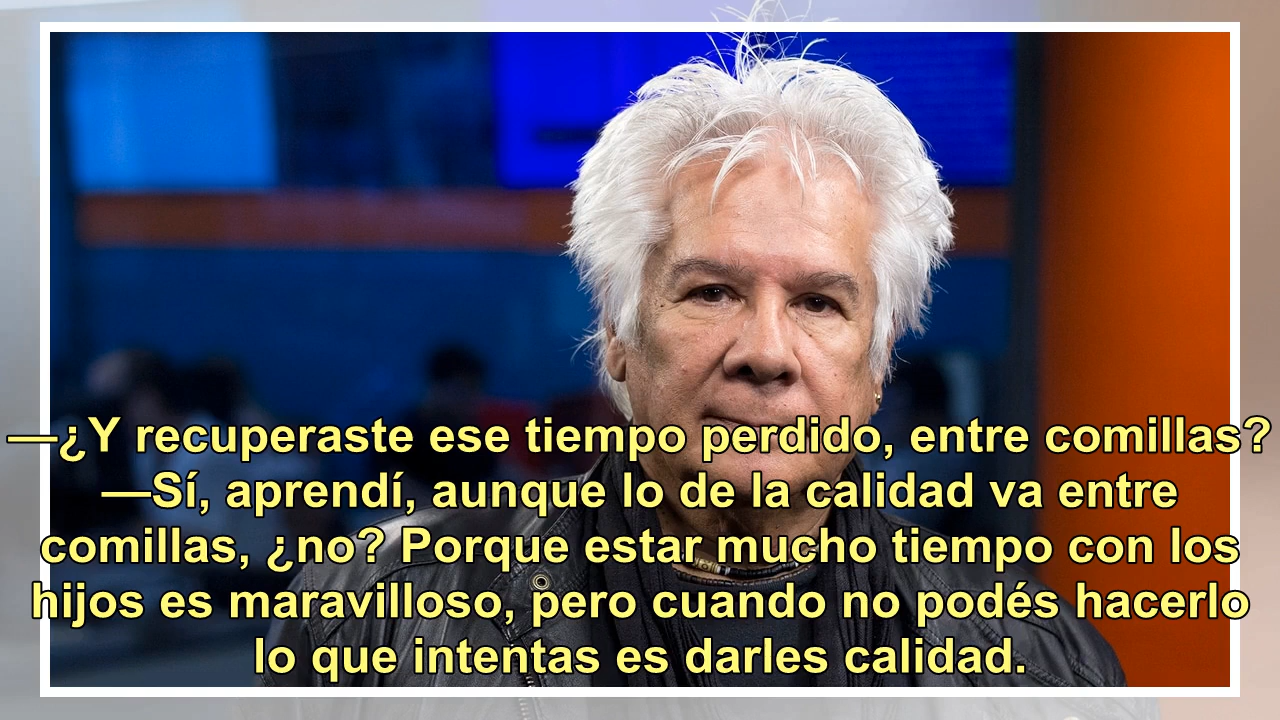 —¿Y recuperaste ese tiempo perdido, entre comillas?
—Sí, aprendí, aunque lo de la calidad va entre
comillas, ¿no? Porque estar mucho tiempo con los
hijos es maravilloso, pero cuando no podés hacerlo
lo que intentas es darles calidad.